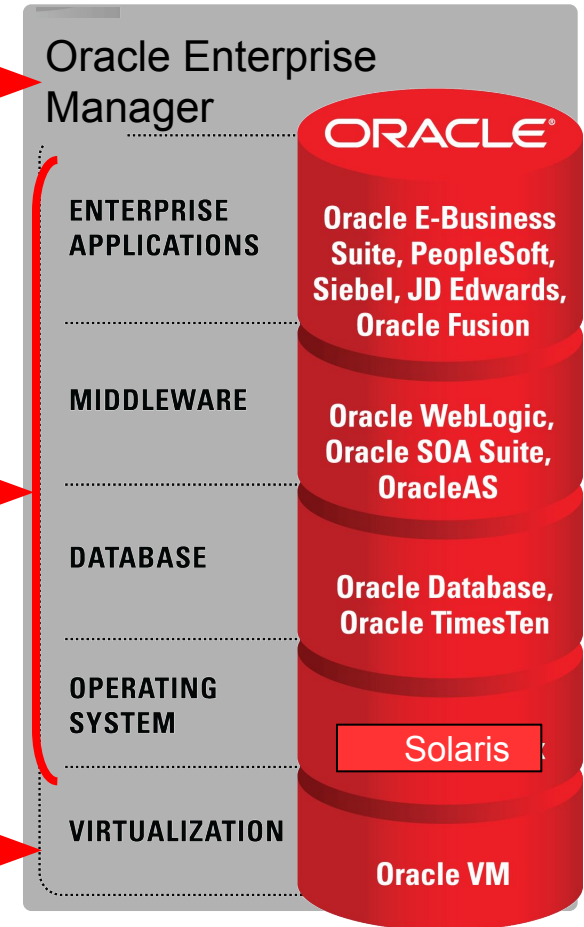 Oracle Enterprise
Manager
ORACLE®
ENTERPRISE
APPLICATIONS
Oracle E-Business
Suite, PeopleSoft,
Siebel, JD Edwards,
Oracle Fusion
MIDDLEWARE
Oracle WebLogic,
Oracle SOA Suite,
OracleAS
DATABASE
Oracle Database,
Oracle TimesTen
OPERATING
SYSTEM
Solaris
VIRTUALIZATION
Oracle VM